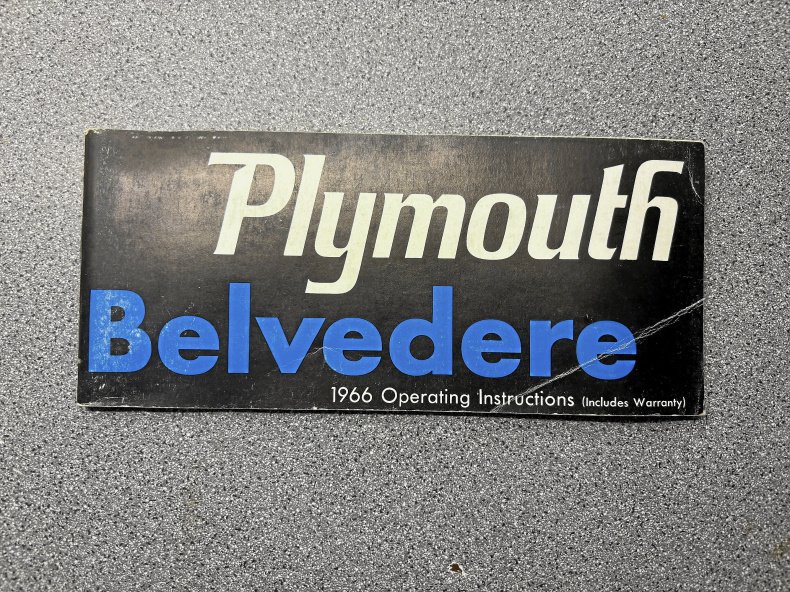 Plymouth
Belvedere
1966 Operating Instructions (Includes Warranty)